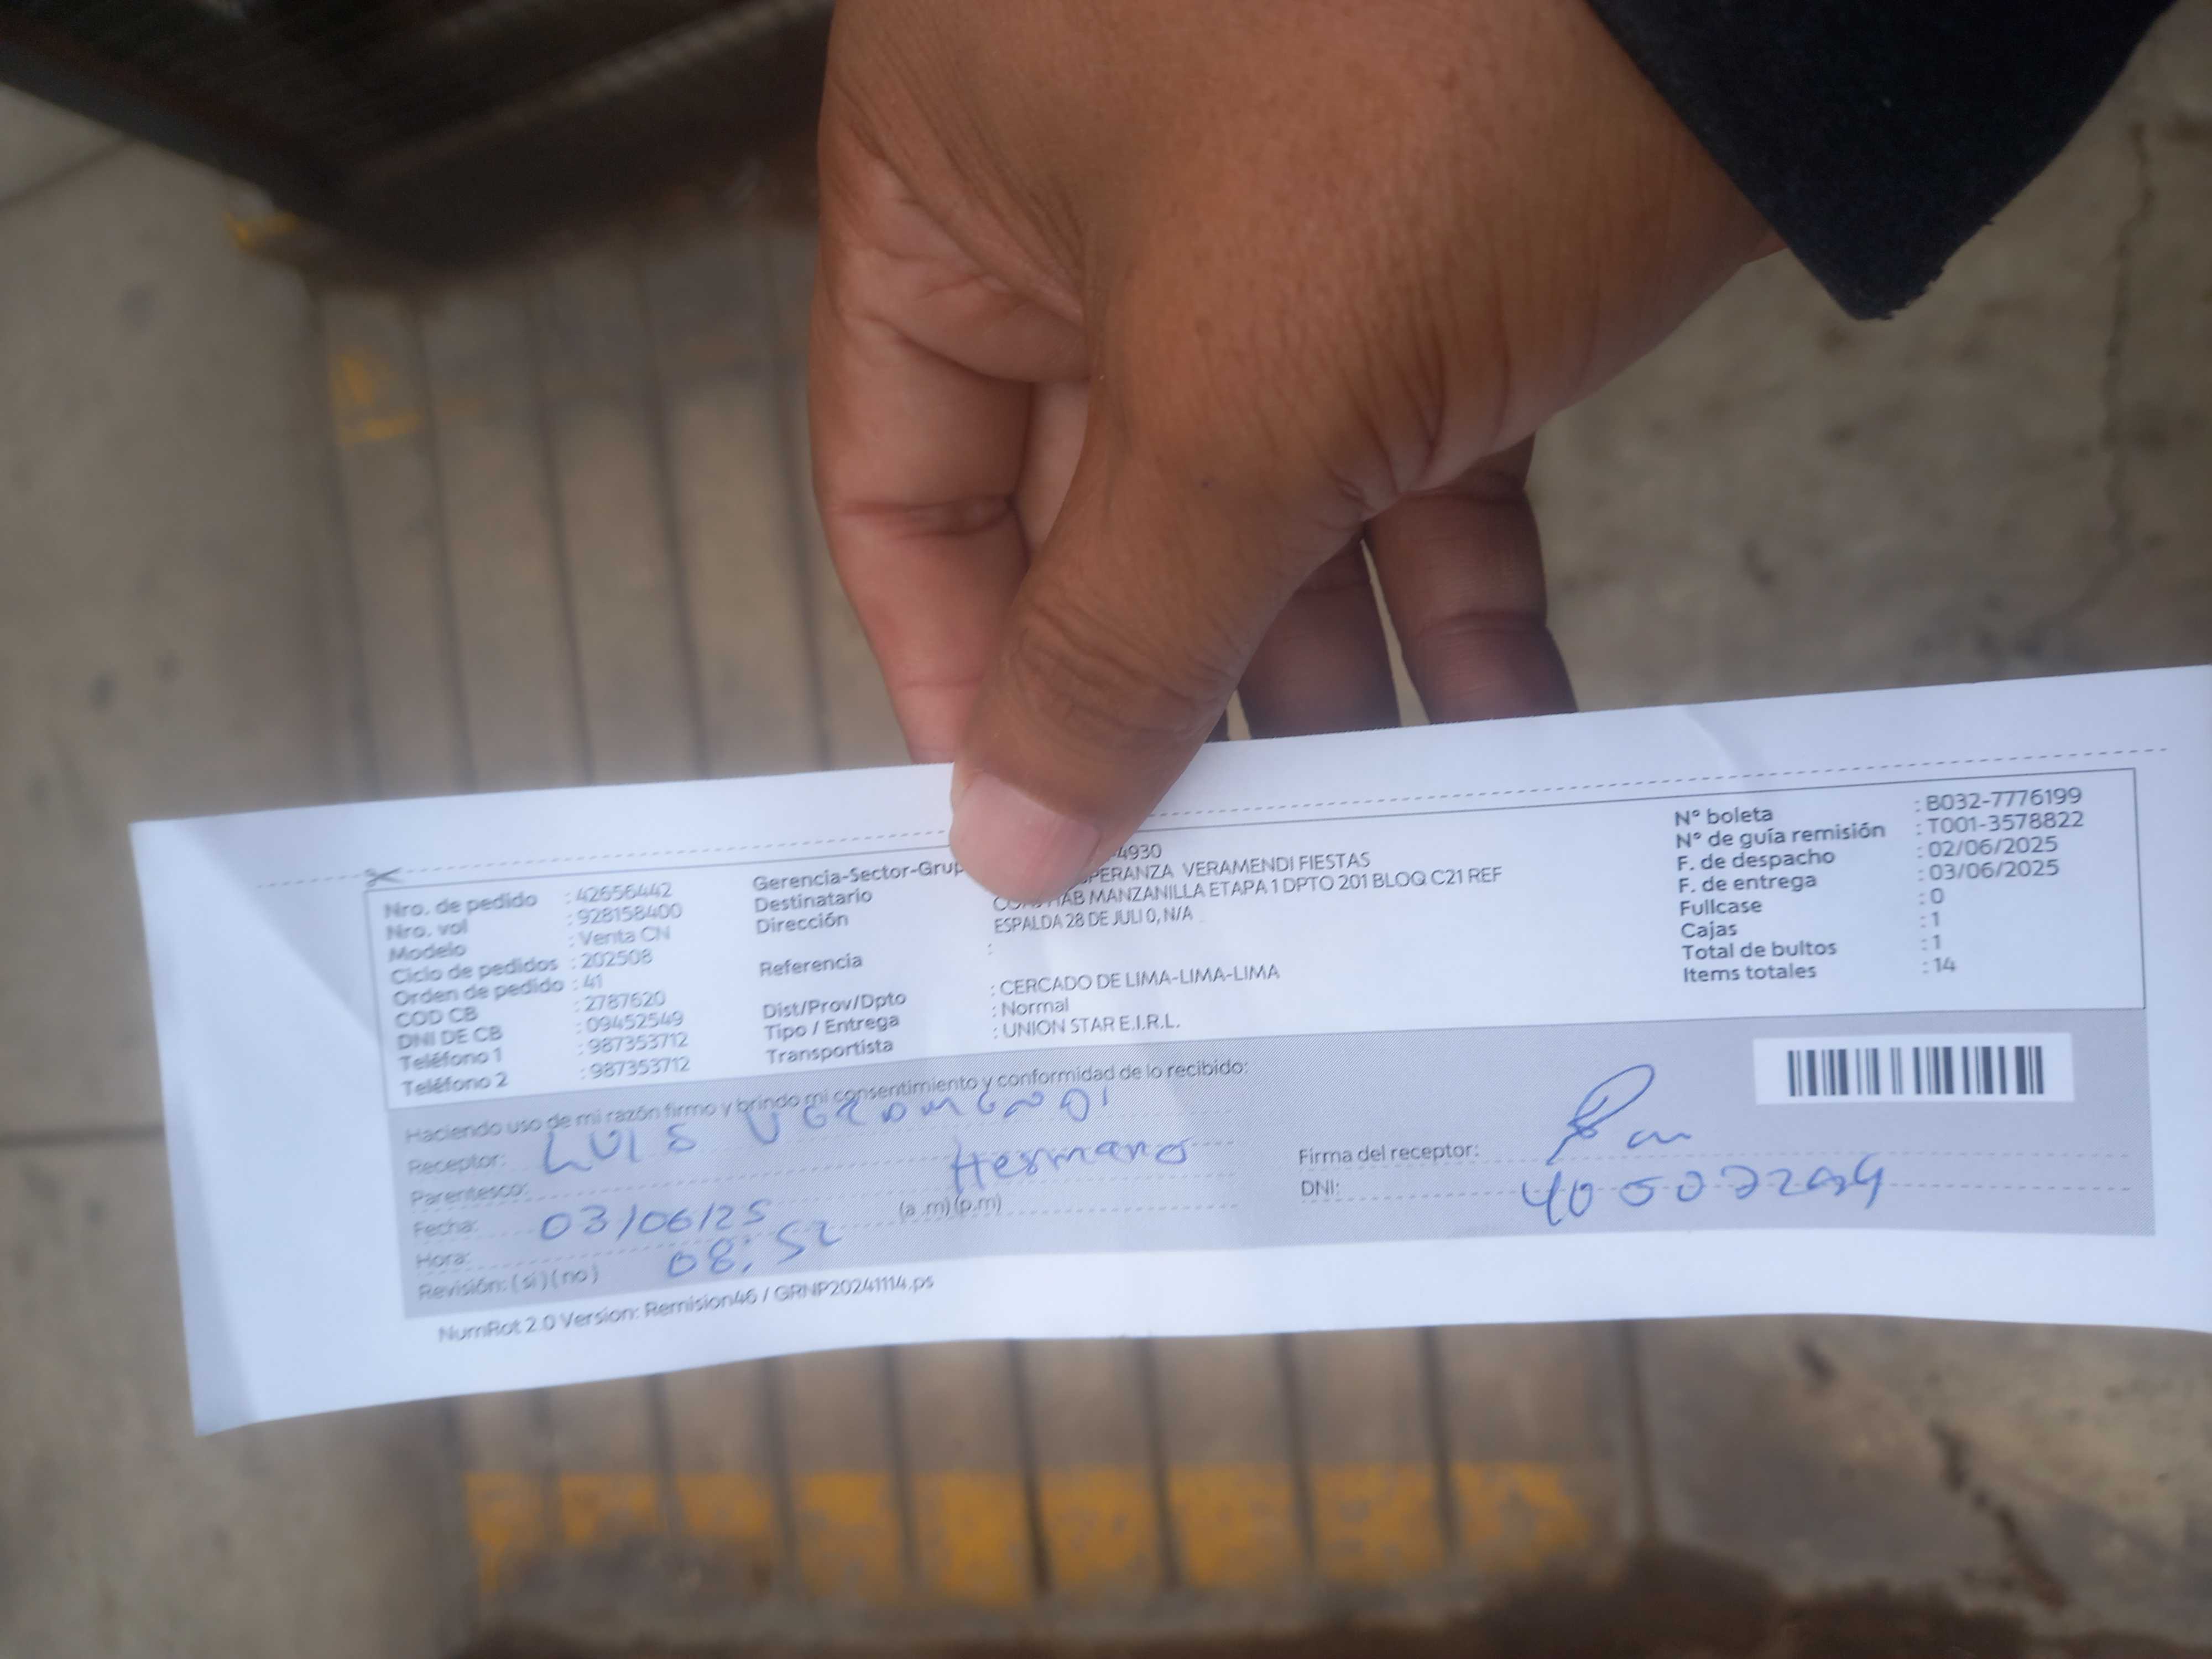 Nro. de pedido : 42656442
Nro. vol : 928158400
Modelo : Venta CN
Ciclo de pedidos : 202508
Orden de pedido : 41
COD CB : 2787620
DNI DE CB : 09452549
Teléfono 1 : 987353712
Teléfono 2 : 987353712
Gerencia-Sector-Grup -4930
Destinatario PERANZA VERAMENDI FIESTAS
Dirección HAB MANZANILLA ETAPA 1 DPTO 201 BLOQ C21 REF
ESPALDA 28 DE JULI 0, N/A
Referencia :
Dist/Prov/Dpto : CERCADO DE LIMA-LIMA-LIMA
Tipo / Entrega : Normal
Transportista : UNION STAR E.I.R.L.
N° boleta : B032-7776199
N° de guía remisión : T001-3578822
F. de despacho : 02/06/2025
F. de entrega : 03/06/2025
Fullcase : 0
Cajas : 1
Total de bultos : 1
Items totales : 14
Haciendo uso de mi razón firmo y brindo mi consentimiento y conformidad de lo recibido:
Receptor: LUIS VERAMENDI
Parentesco: Hermano
Fecha: 03/06/25
Hora: 08:52 (a.m) (p.m)
Revisión: (si) (no)
Firma del receptor:
DNI:
NumRot 2.0 Version: Remision46 / GRNP20241114.ps